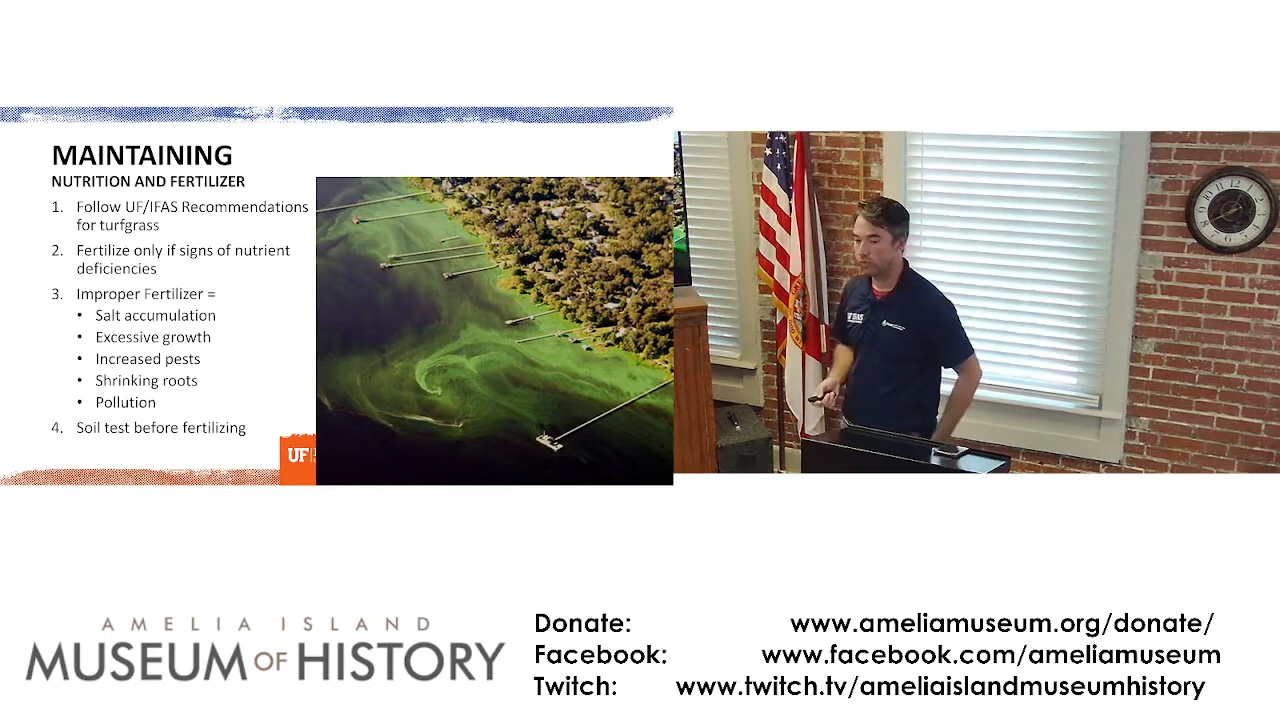 MAINTAINING
NUTRITION AND FERTILIZER
1. Follow UF/IFAS Recommendations
for turfgrass
2. Fertilize only if signs of nutrient
deficiencies
3. Improper Fertilizer =
• Salt accumulation
• Excessive growth
• Increased pests
• Shrinking roots
• Pollution
4. Soil test before fertilizing
UF
AMELIA ISLAND
MUSEUM OF HISTORY
Donate: www.ameliamuseum.org/donate/
Facebook: www.facebook.com/ameliamuseum
Twitch: www.twitch.tv/ameliaislandmuseumhistory